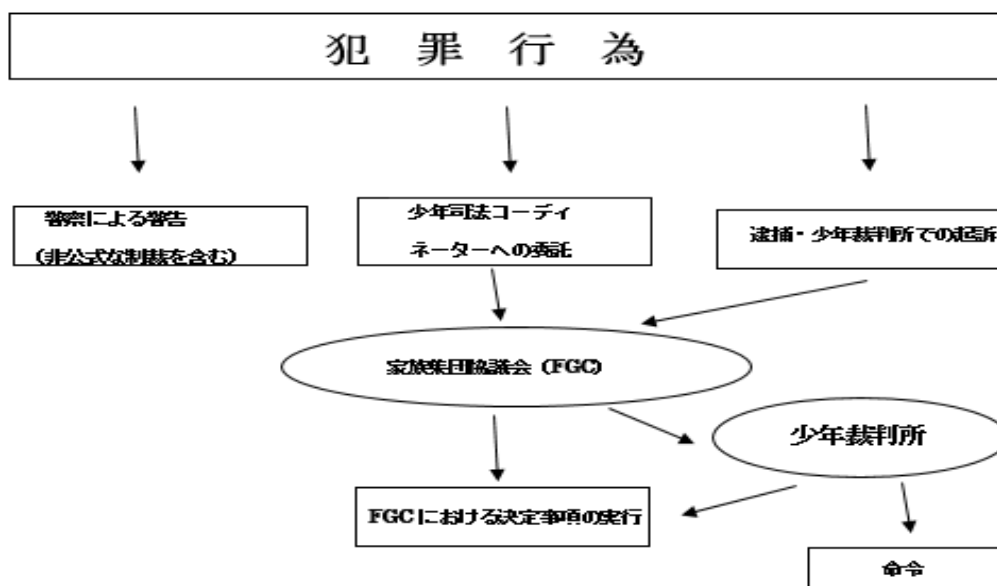 犯 罪 行 為
警察による警告
(非公式な制裁を含む)
少年司法コーディ
ネーターへの委託
逮捕・少年裁判所での起訴
家族集団協議会 (FGC)
少年裁判所
FGCにおける決定事項の実行
命令